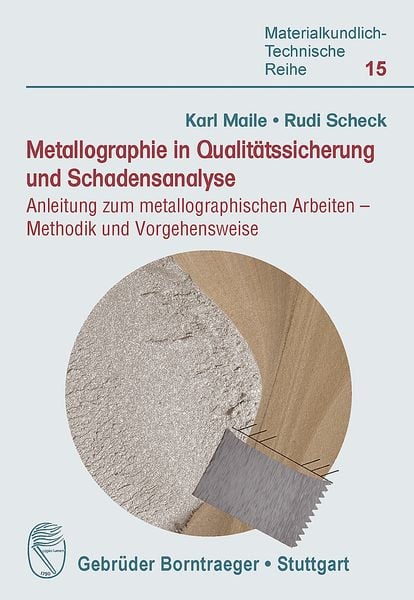 Materialkundlich-
Technische
Reihe 15
Karl Maile • Rudi Scheck
Metallographie in Qualitätssicherung
und Schadensanalyse
Anleitung zum metallographischen Arbeiten –
Methodik und Vorgehensweise
1790
Gebrüder Borntraeger • Stuttgart